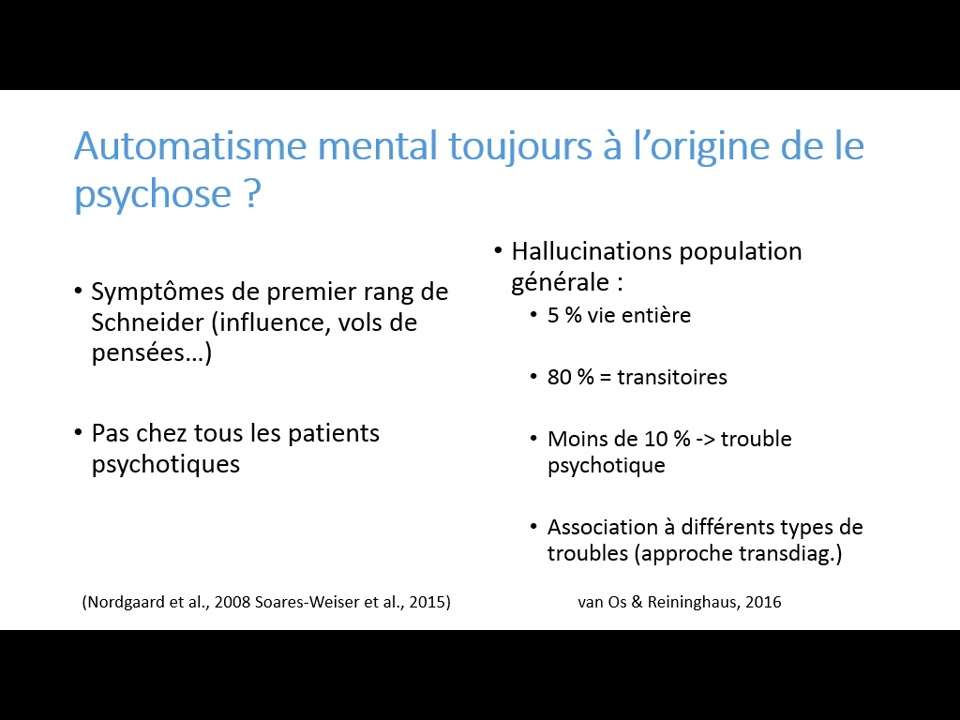 Automatisme mental toujours à l’origine de le
psychose ?
• Symptômes de premier rang de
Schneider (influence, vols de
pensées…)
• Pas chez tous les patients
psychotiques
(Nordgaard et al., 2008 Soares-Weiser et al., 2015)
• Hallucinations population
générale :
• 5 % vie entière
• 80 % = transitoires
• Moins de 10 % -> trouble
psychotique
• Association à différents types de
troubles (approche transdiag.)
van Os & Reininghaus, 2016